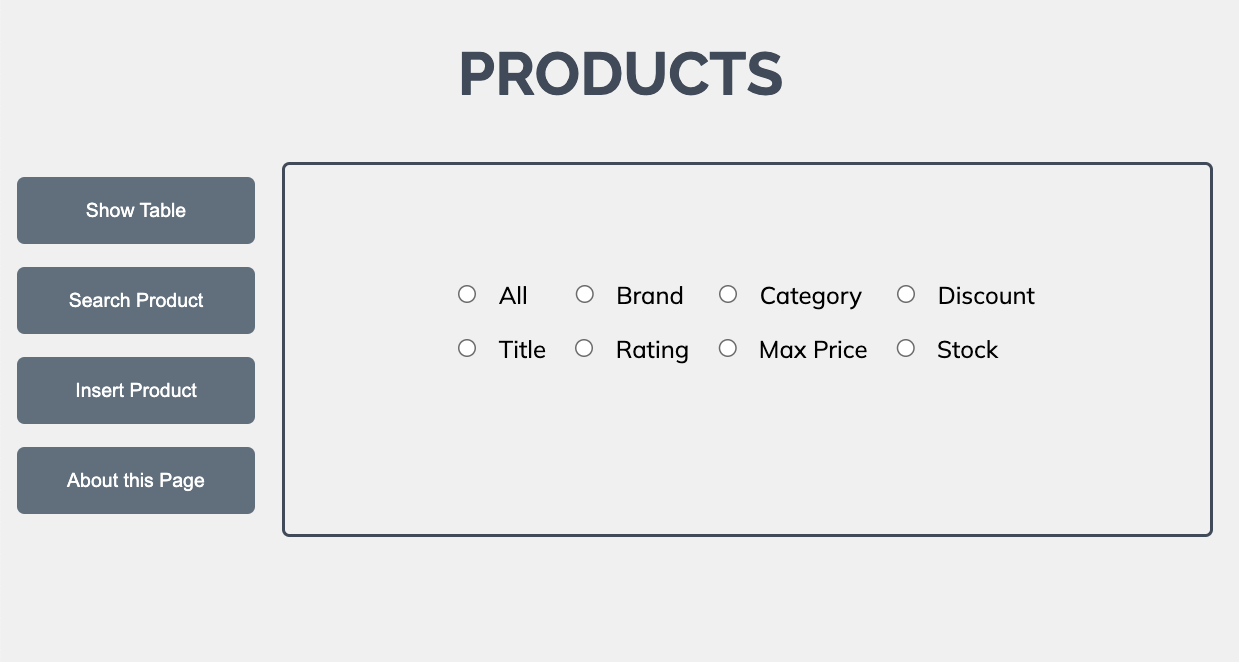 PRODUCTS
Show Table
Search Product
Insert Product
About this Page
All Brand Category Discount
Title Rating Max Price Stock